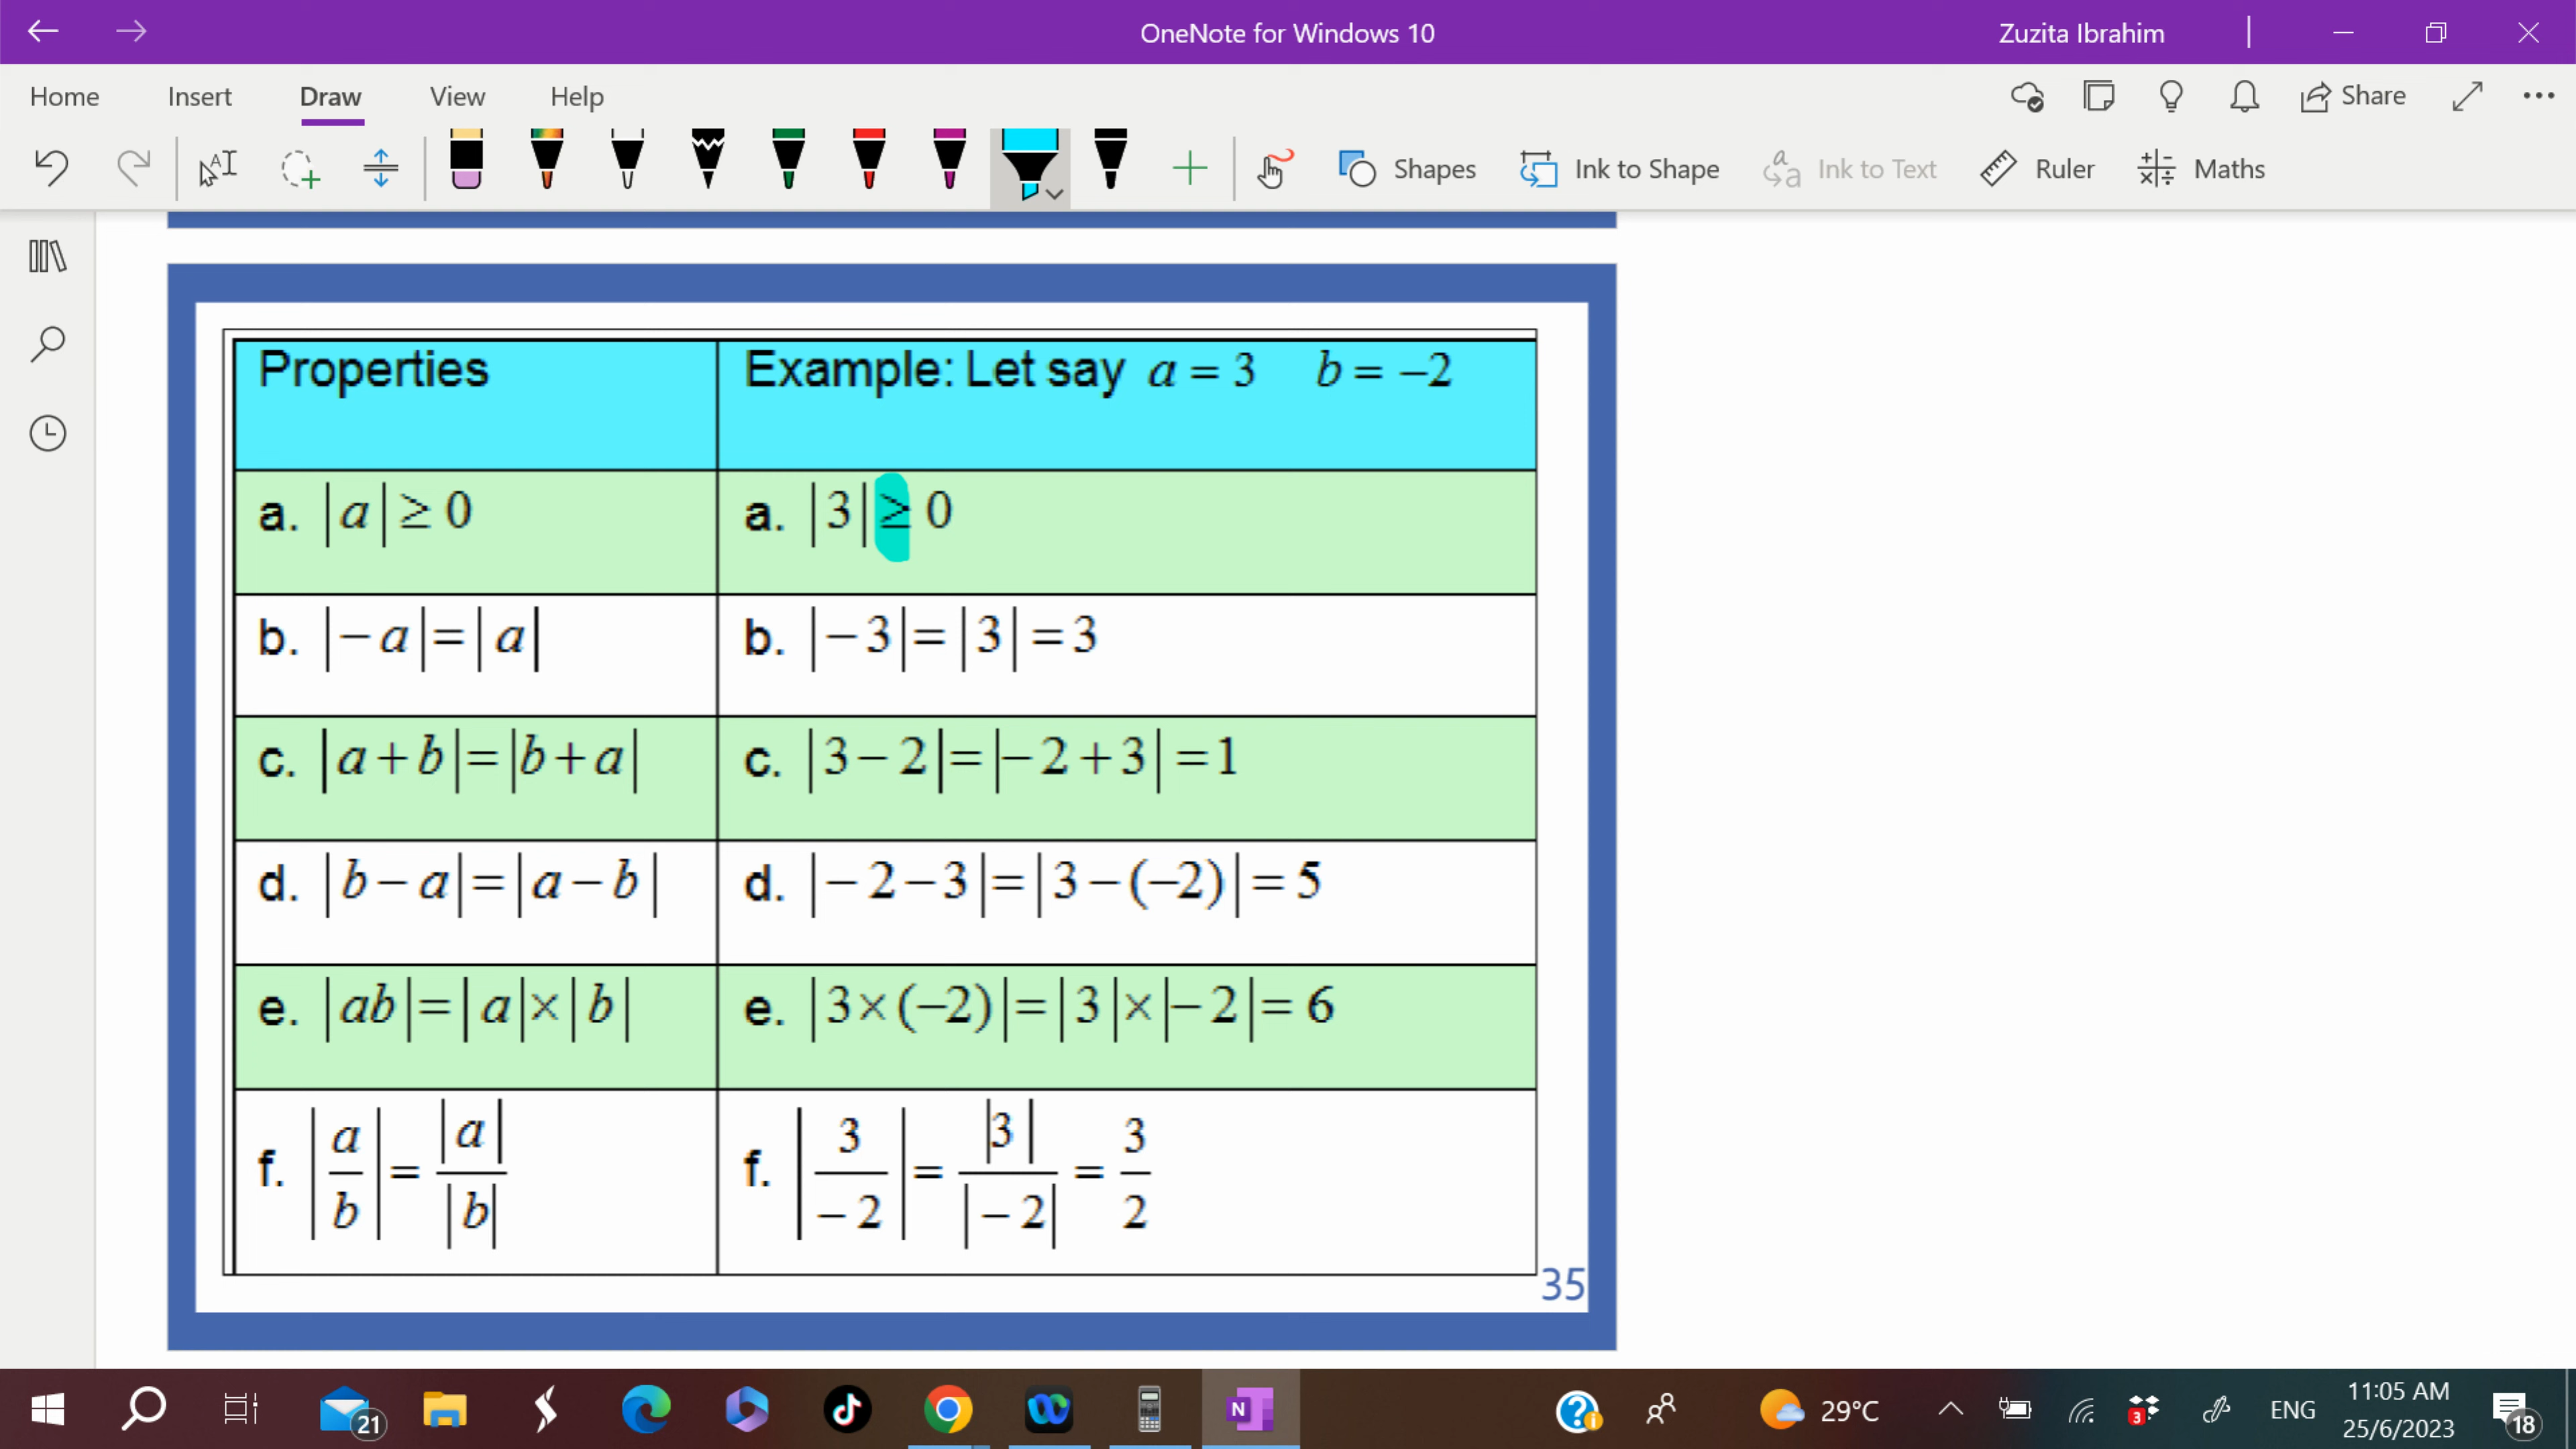 OneNote for Windows 10
Zuzita Ibrahim
Home Insert Draw View Help
Share
Shapes Ink to Shape Ink to Text Ruler Maths
Properties
Example: Let say a = 3 b = −2
a. |a| ≥ 0
a. |3| ≥ 0
b. |−a| = |a|
b. |−3| = |3| = 3
c. |a + b| = |b + a|
c. |3 − 2| = |−2 + 3| = 1
d. |b − a| = |a − b|
d. |−2 − 3| = |3 − (−2)| = 5
e. |ab| = |a| × |b|
e. |3 × (−2)| = |3| × |−2| = 6
f. |a/b| = |a|/|b|
f. |3/−2| = |3|/|−2| = 3/2
35
21
N
29°C
3
ENG
11:05 AM
25/6/2023
18